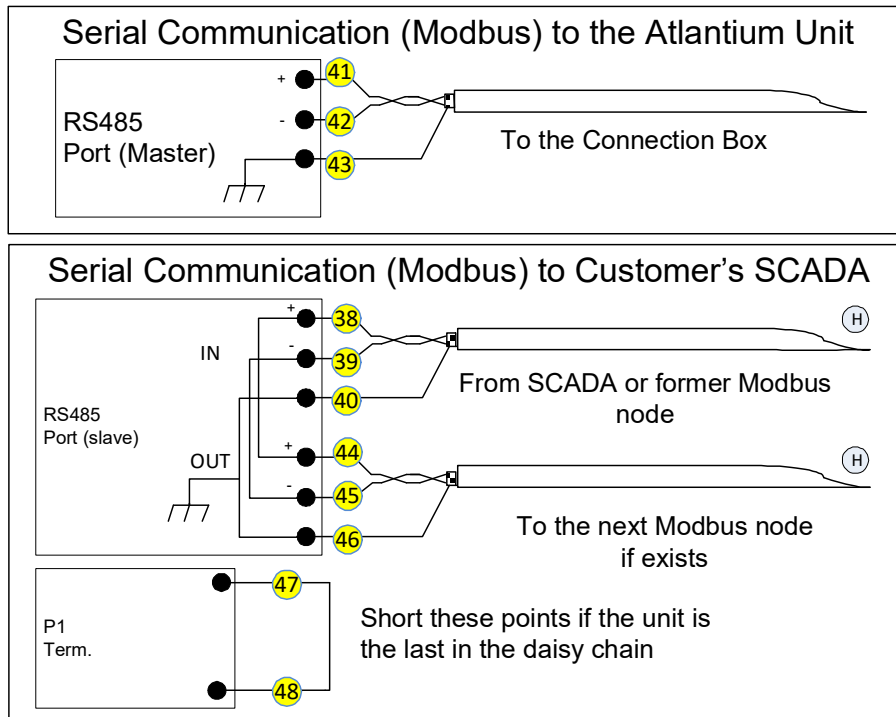 Serial Communication (Modbus) to the Atlantium Unit
+
41
-
42
RS485
Port (Master)
43
To the Connection Box
Serial Communication (Modbus) to Customer’s SCADA
+
38
H
IN
-
39
40
From SCADA or former Modbus
node
RS485
Port (slave)
OUT
+
44
H
-
45
46
To the next Modbus node
if exists
47
P1
Term.
Short these points if the unit is
the last in the daisy chain
48